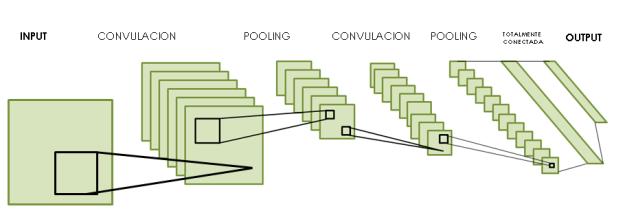 INPUT
CONVULACION
POOLING
CONVULACION
POOLING
TOTALMENTE
CONECTADA
OUTPUT